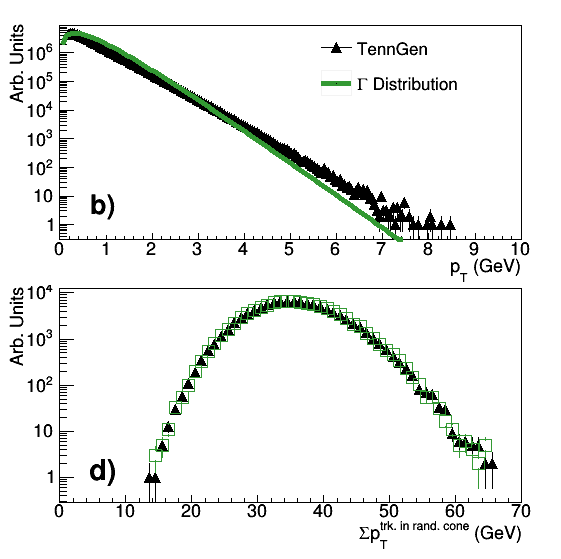 Arb. Units
10^6
10^5
10^4
10^3
10^2
10
1
TennGen
Γ Distribution
b)
0 1 2 3 4 5 6 7 8 9 10
p_T (GeV)
Arb. Units
10^4
10^3
10^2
10
1
d)
0 10 20 30 40 50 60 70
Σp_T^{trk. in rand. cone} (GeV)